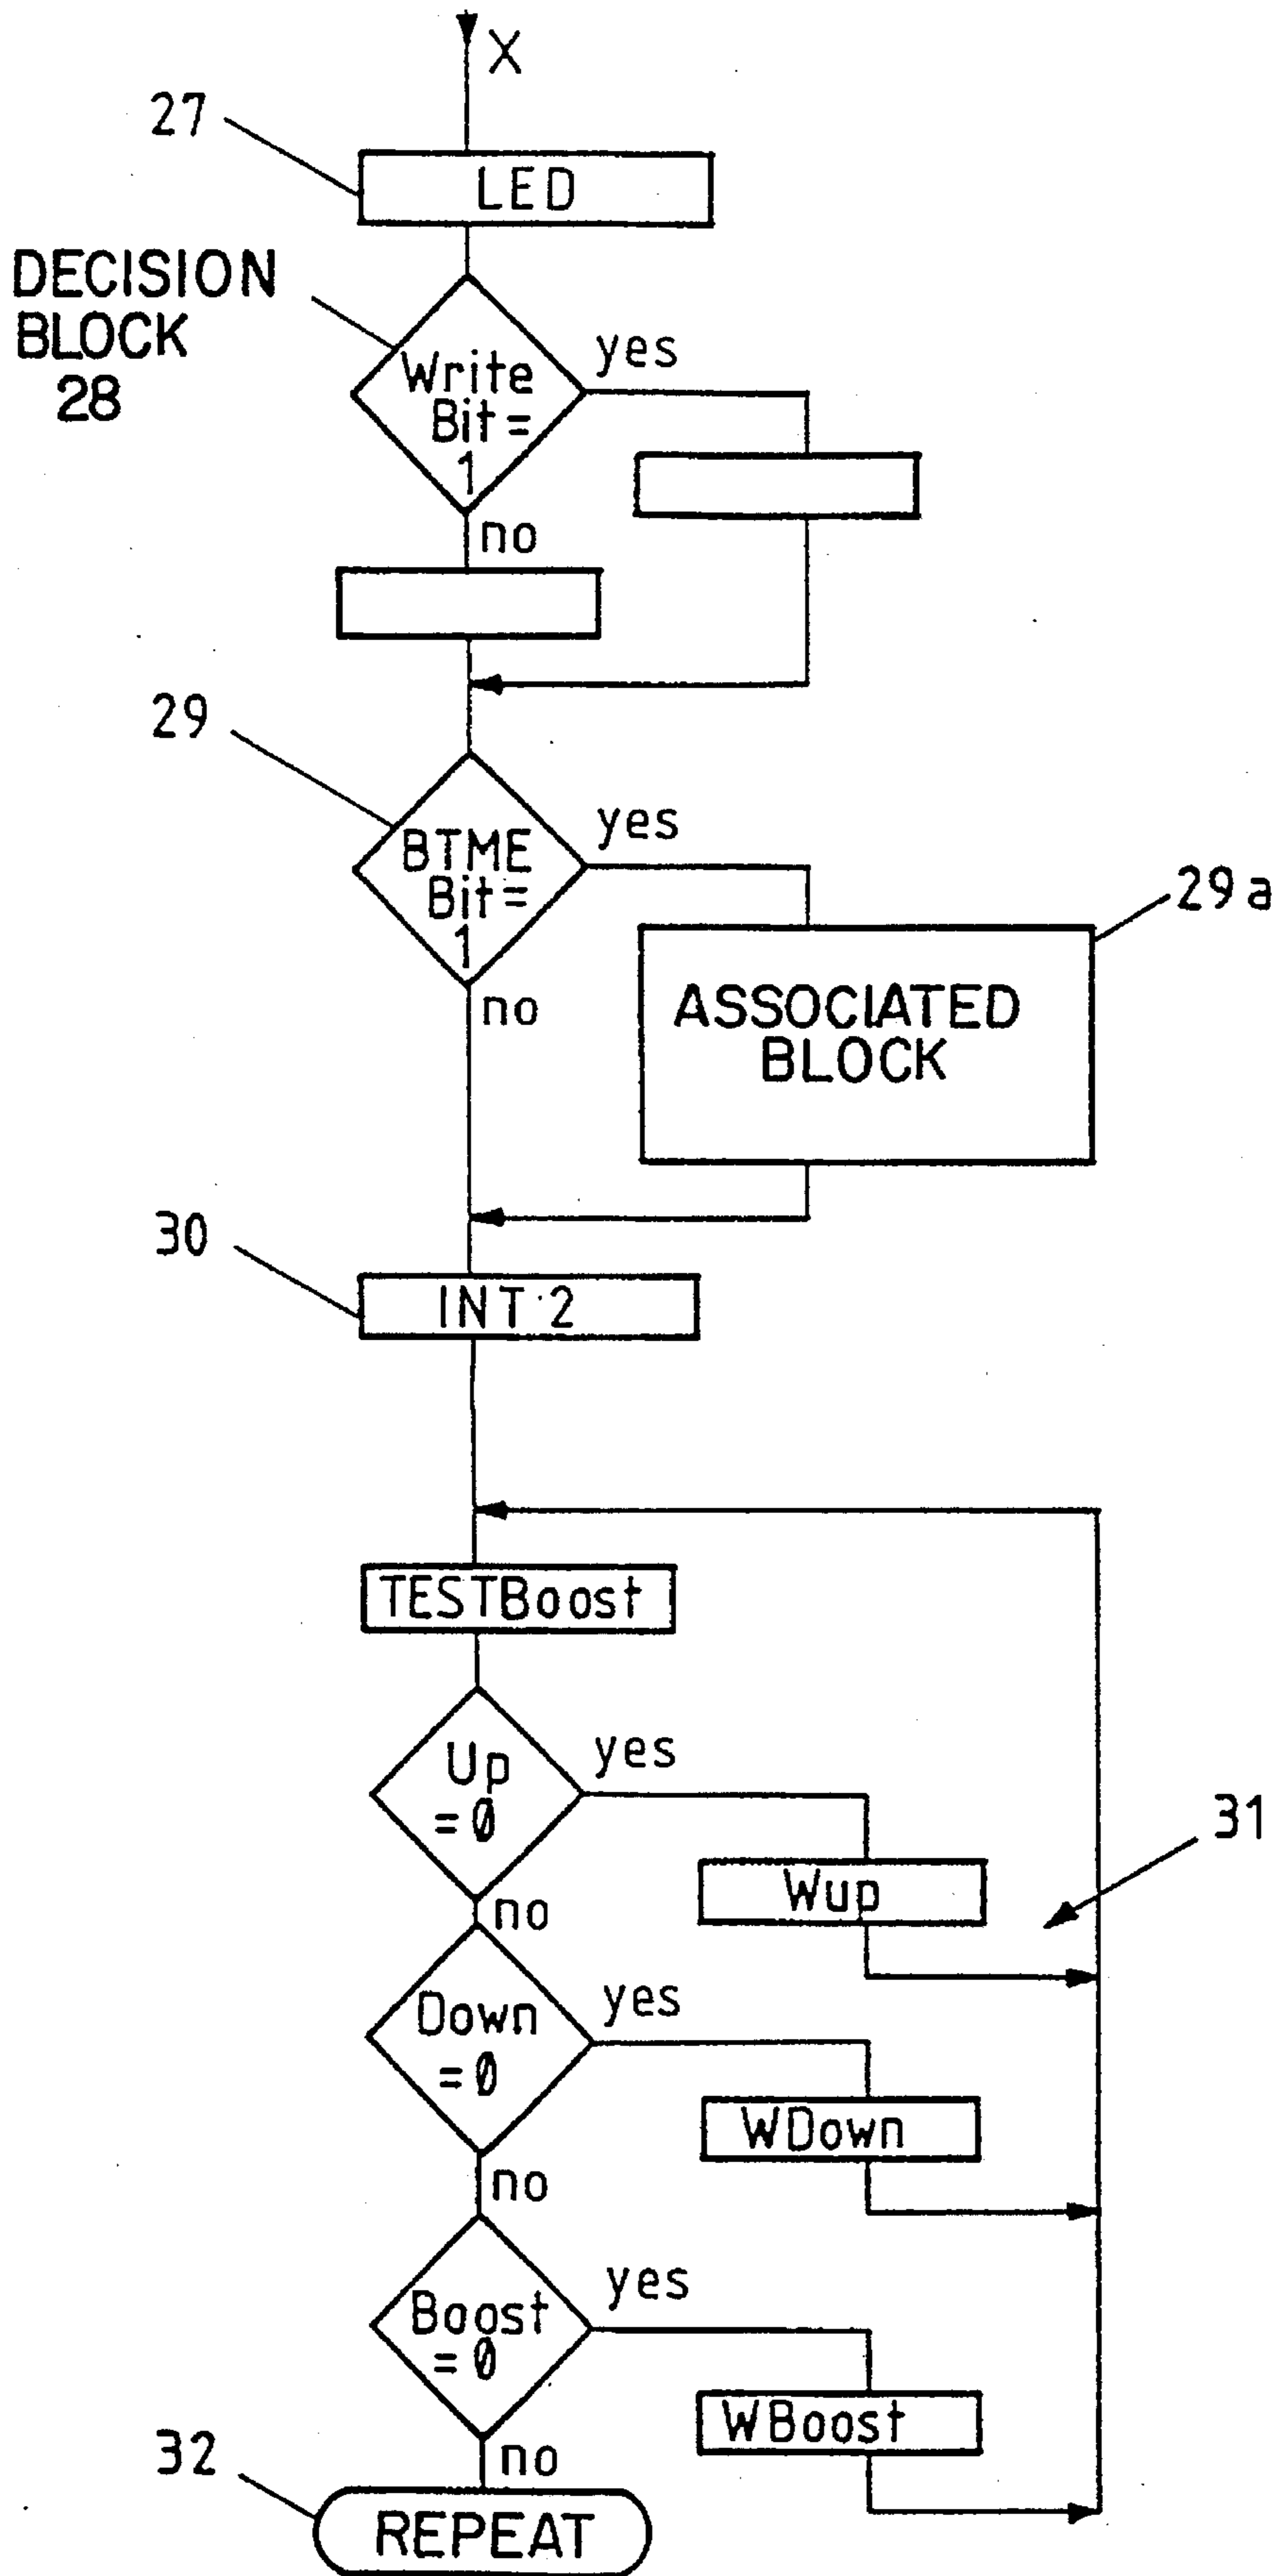 X
27
LED
DECISION
BLOCK
28
Write
Bit =
1
yes
no
29
BTME
Bit =
1
yes
no
29a
ASSOCIATED
BLOCK
30
INT 2
TESTBoost
Up
= 0
yes
Wup
31
no
Down
= 0
yes
WDown
no
Boost
= 0
yes
WBoost
no
32
REPEAT